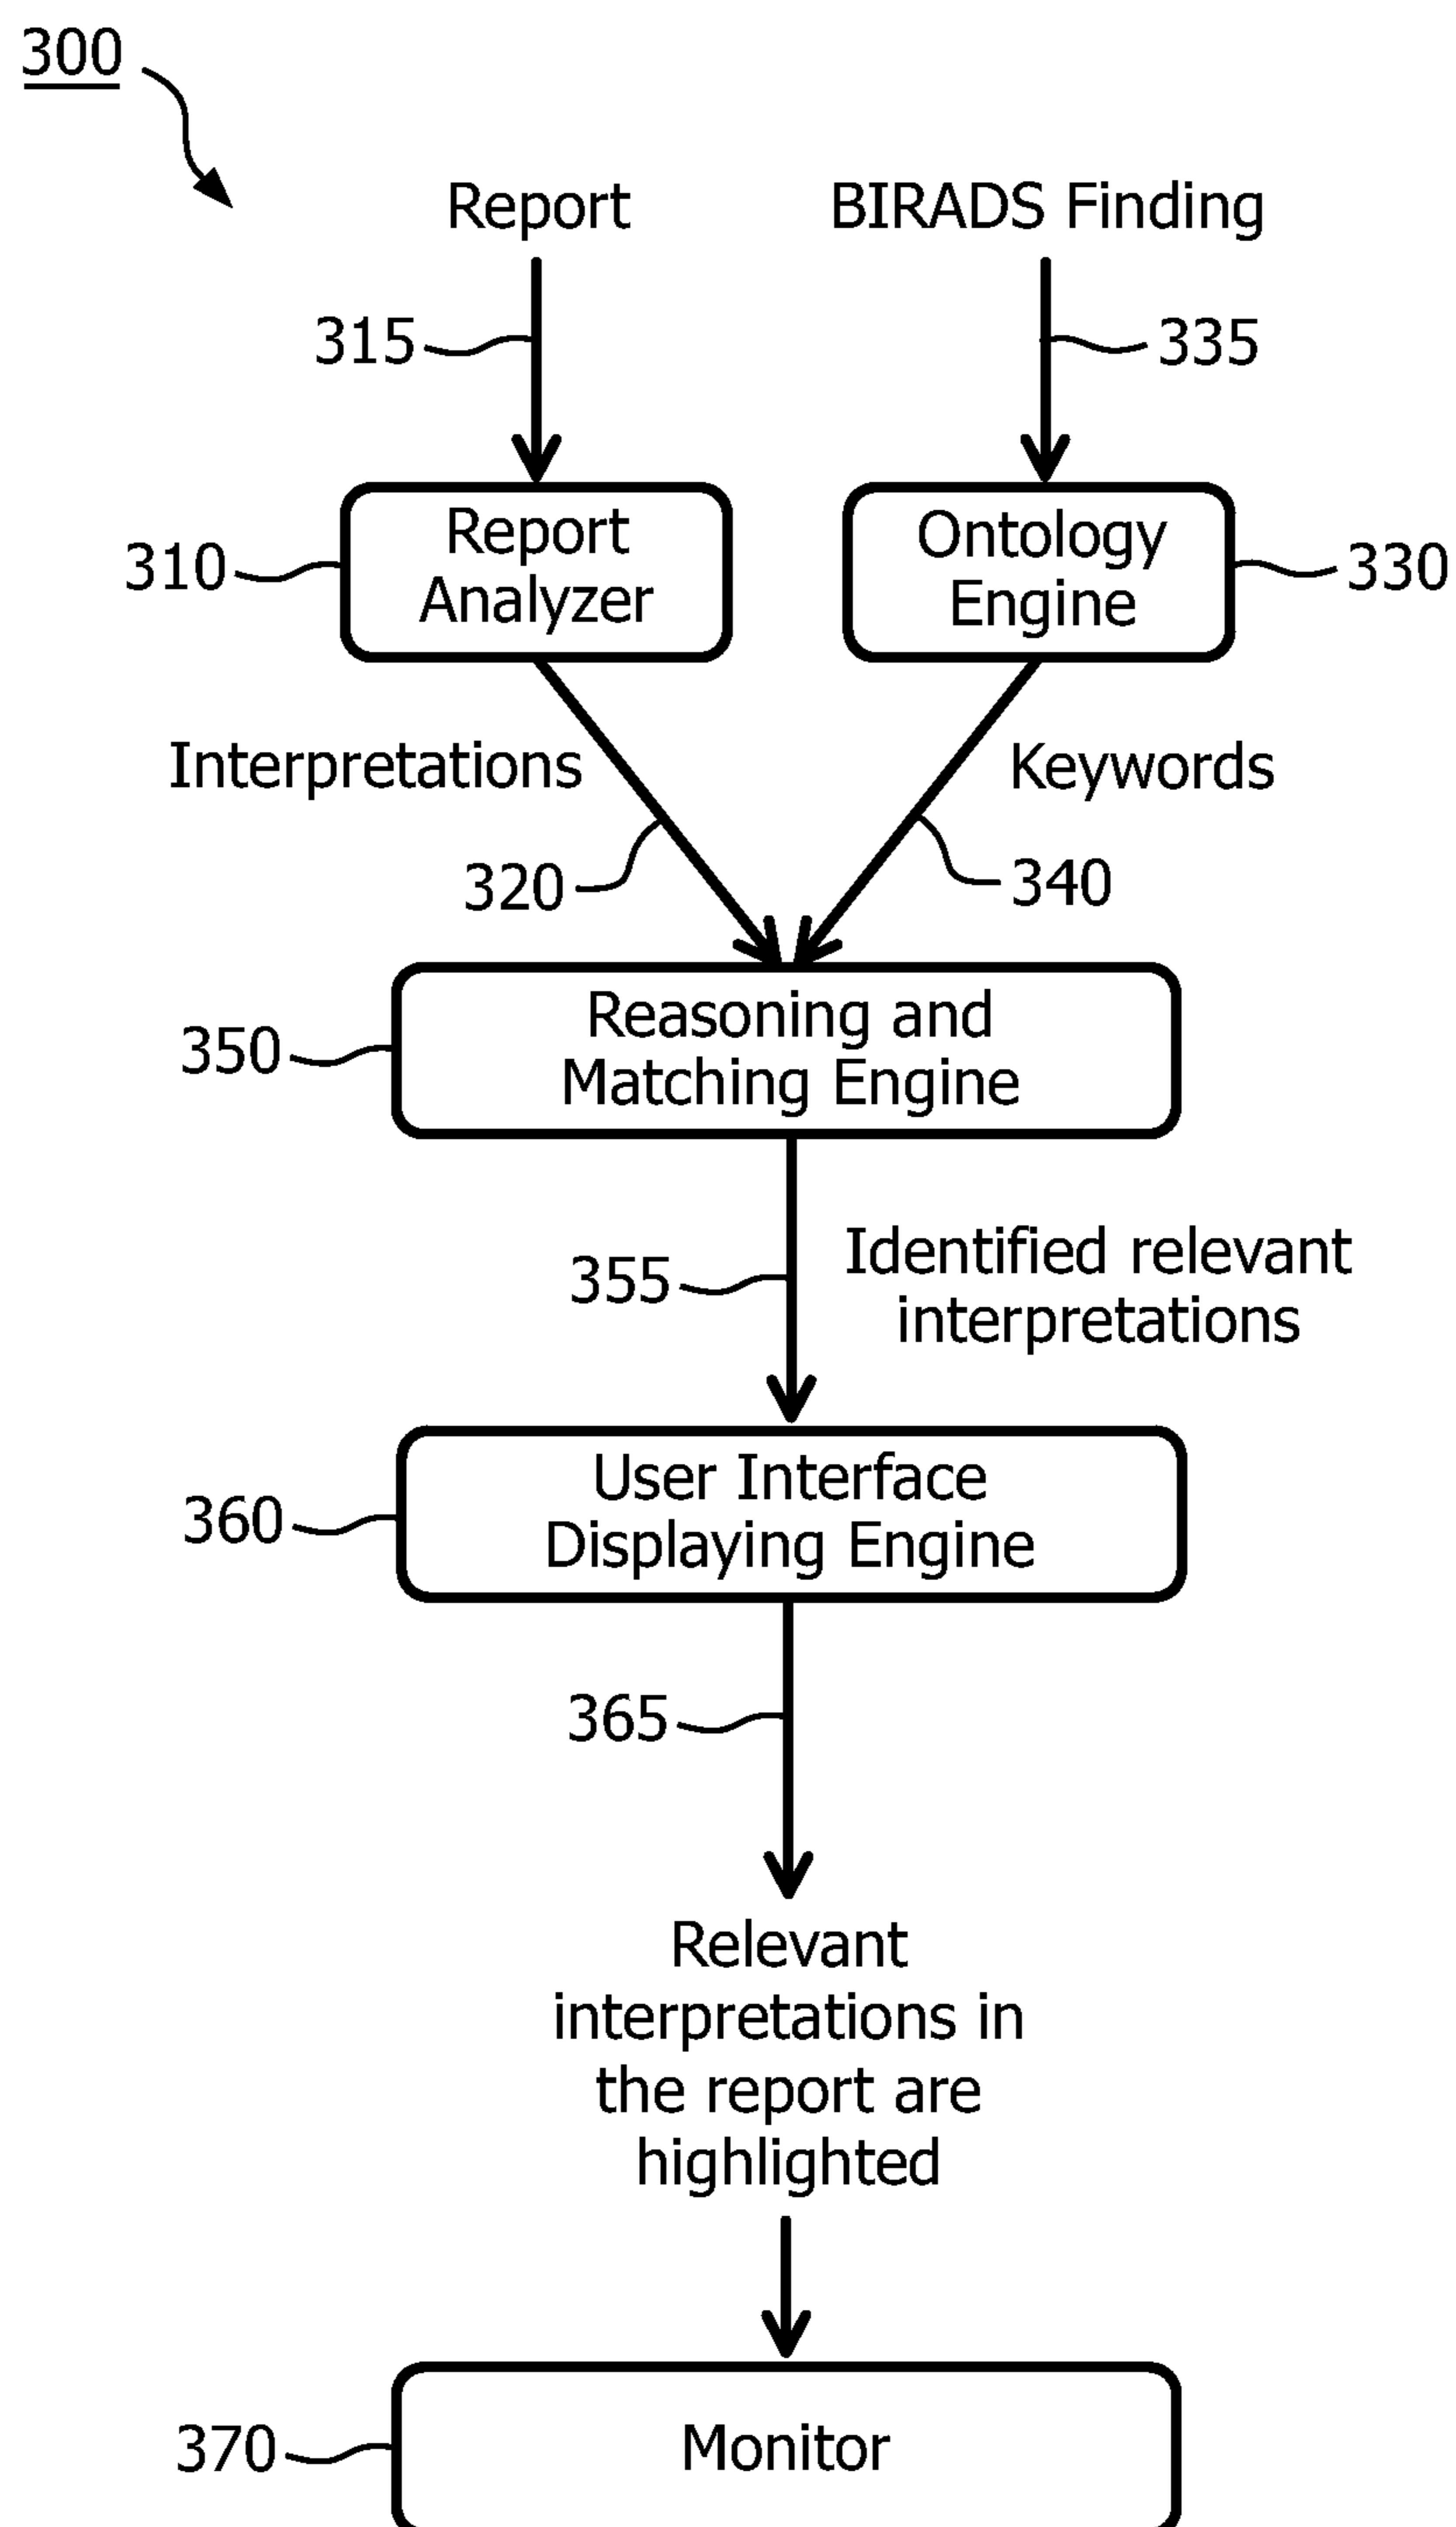 300
Report
BIRADS Finding
315
335
Report
Analyzer
Ontology
Engine
310
330
Interpretations
Keywords
320
340
Reasoning and
Matching Engine
350
Identified relevant
interpretations
355
User Interface
Displaying Engine
360
365
Relevant
interpretations in
the report are
highlighted
370
Monitor